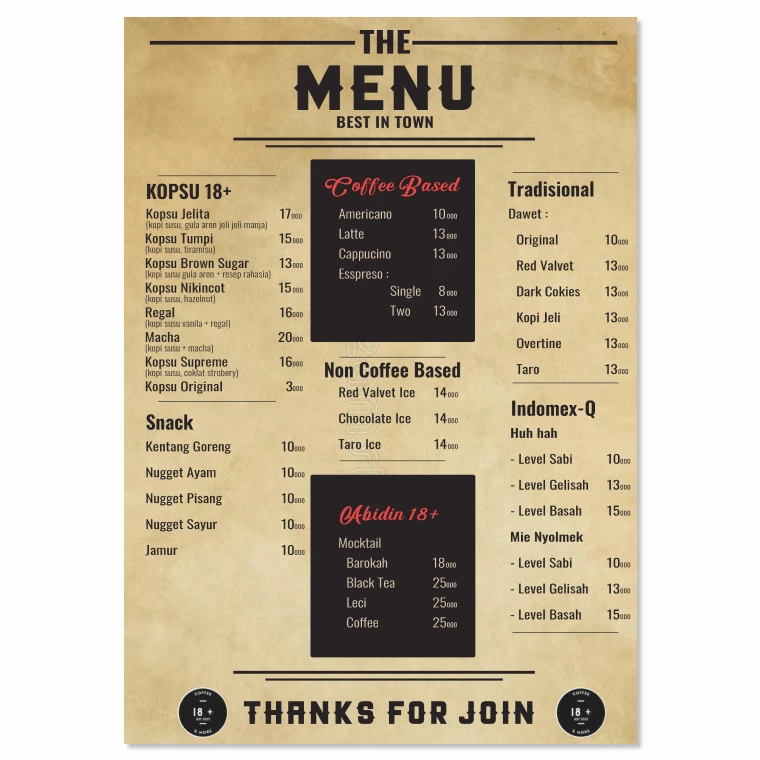 THE
MENU
BEST IN TOWN
KOPSU 18+
Kopsu Jelita 17000
(kopi susu, gula aren jeli jeli manja)
Kopsu Tumpi 15000
(kopi susu, tiramisu)
Kopsu Brown Sugar 13000
(kopi susu gula aren + resep rahasia)
Kopsu Nikincot 15000
(kopi susu, hazelnut)
Regal 16000
(kopi susu vanila + regal)
Macha 20000
(kopi susu + macha)
Kopsu Supreme 16000
(kopi susu, coklat strobery)
Kopsu Original 3000
Snack
Kentang Goreng 10000
Nugget Ayam 10000
Nugget Pisang 10000
Nugget Sayur 10000
Jamur 10000
Coffee Based
Americano 10000
Latte 13000
Cappucino 13000
Esspreso :
Single 8000
Two 13000
Non Coffee Based
Red Valvet Ice 14000
Chocolate Ice 14000
Taro Ice 14000
Abidin 18+
Mocktail
Barokah 18000
Black Tea 25000
Leci 25000
Coffee 25000
Tradisional
Dawet :
Original 10000
Red Valvet 13000
Dark Cokies 13000
Kopi Jeli 13000
Overtine 13000
Taro 13000
Indomex-Q
Huh hah
- Level Sabi 10000
- Level Gelisah 13000
- Level Basah 15000
Mie Nyolmek
- Level Sabi 10000
- Level Gelisah 13000
- Level Basah 15000
COFFEE
18 +
& MORE
THANKS FOR JOIN
COFFEE
18 +
& MORE